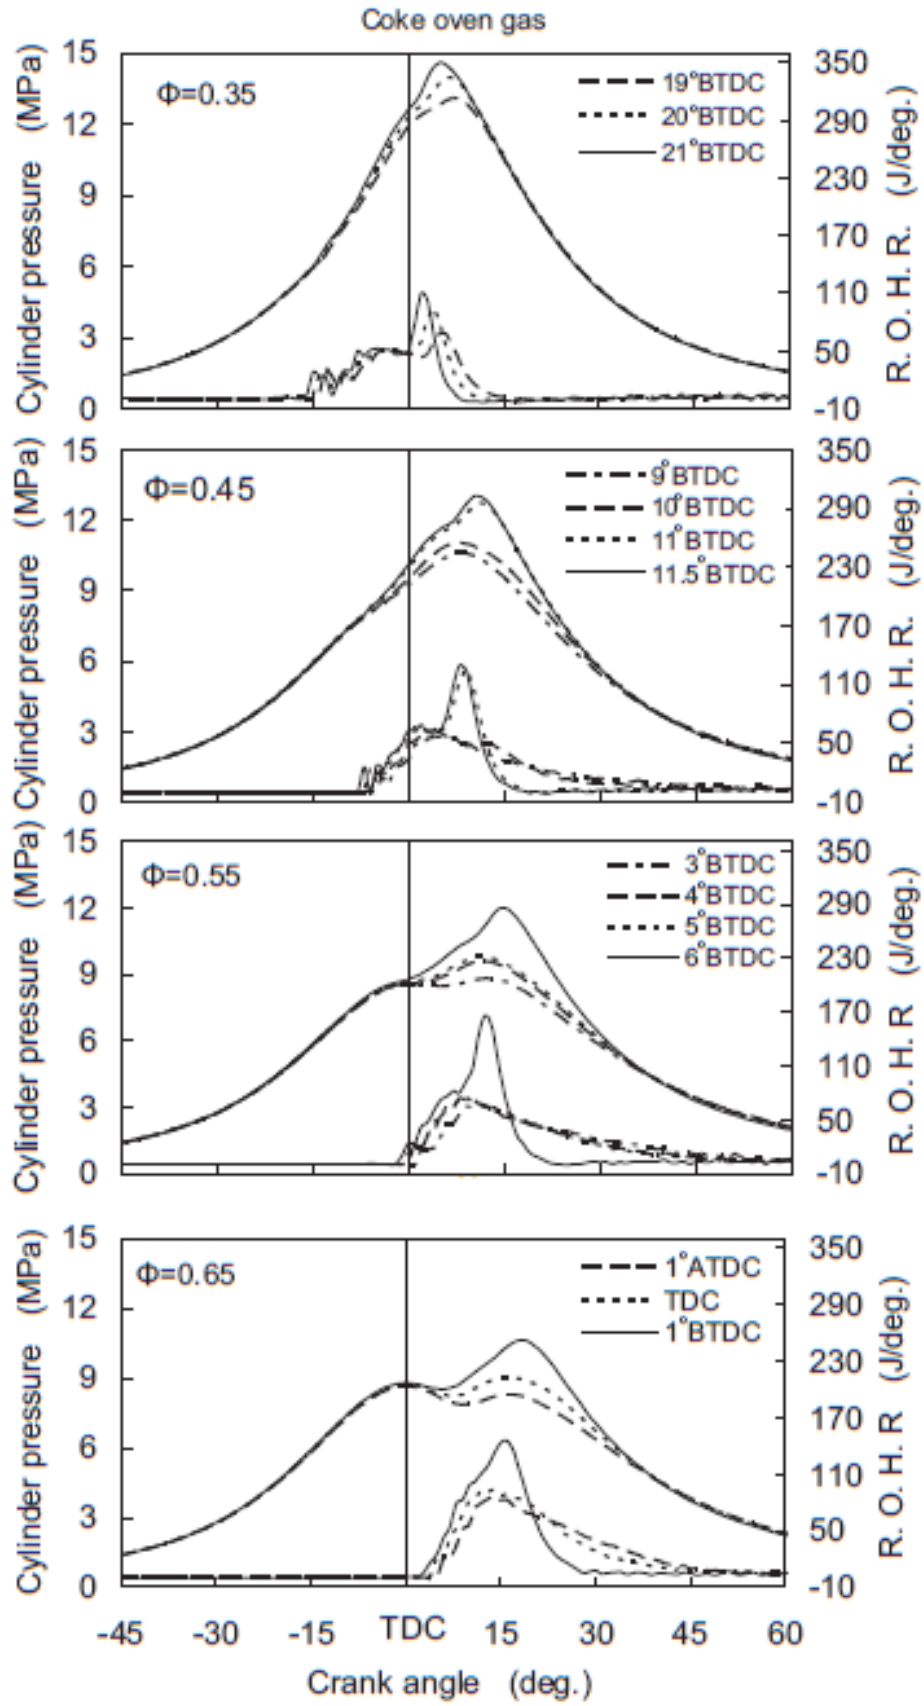 Coke oven gas
Cylinder pressure (MPa)
15
12
9
6
3
0
Φ=0.35
19°BTDC
20°BTDC
21°BTDC
350
290
230
170
110
50
-10
R. O. H. R. (J/deg.)
Cylinder pressure (MPa)
15
12
9
6
3
0
Φ=0.45
9°BTDC
10°BTDC
11°BTDC
11.5°BTDC
350
290
230
170
110
50
-10
R. O. H. R. (J/deg.)
Cylinder pressure (MPa)
15
12
9
6
3
0
Φ=0.55
3°BTDC
4°BTDC
5°BTDC
6°BTDC
350
290
230
170
110
50
-10
R. O. H. R (J/deg.)
Cylinder pressure (MPa)
15
12
9
6
3
0
Φ=0.65
1°ATDC
TDC
1°BTDC
350
290
230
170
110
50
-10
R. O. H. R (J/deg.)
-45 -30 -15 TDC 15 30 45 60
Crank angle (deg.)